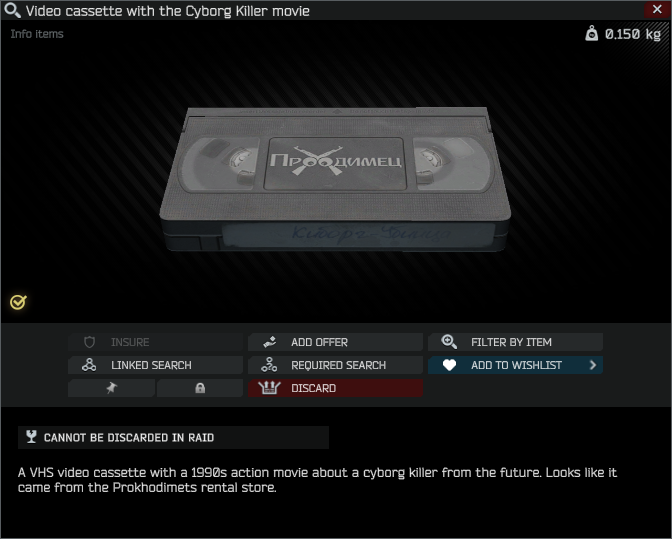 Video cassette with the Cyborg Killer movie
Info items
0.150 kg
Проходимец
INSURE
ADD OFFER
FILTER BY ITEM
LINKED SEARCH
REQUIRED SEARCH
ADD TO WISHLIST
DISCARD
CANNOT BE DISCARDED IN RAID
A VHS video cassette with a 1990s action movie about a cyborg killer from the future. Looks like it
came from the Prokhodimets rental store.